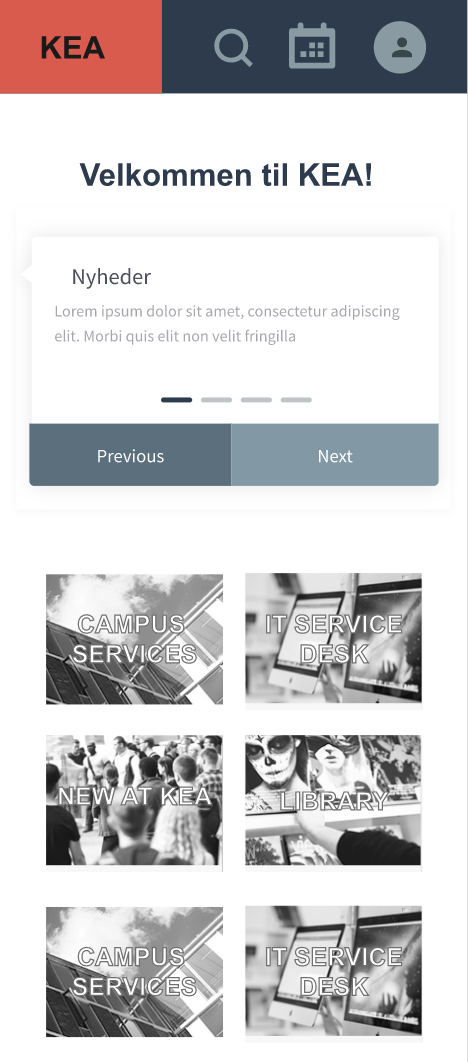 KEA
Velkommen til KEA!
Nyheder
Lorem ipsum dolor sit amet, consectetur adipiscing
elit. Morbi quis elit non velit fringilla
Previous
Next
CAMPUS
SERVICES
IT SERVICE
DESK
NEW AT KEA
LIBRARY
CAMPUS
SERVICES
IT SERVICE
DESK